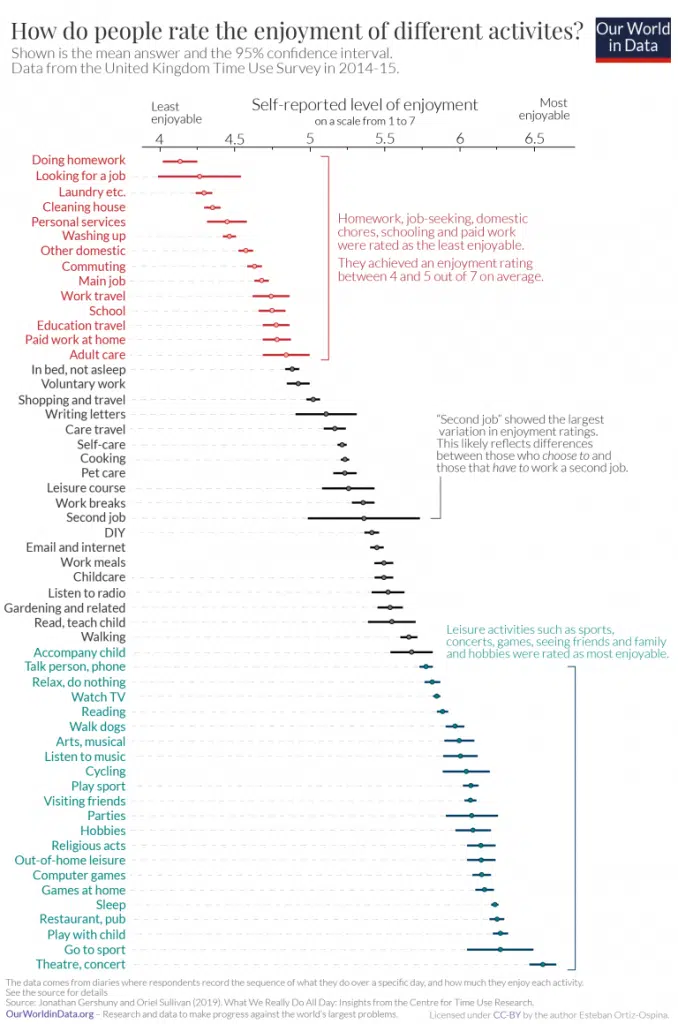 How do people rate the enjoyment of different activites?
Our World
in Data
Shown is the mean answer and the 95% confidence interval.
Data from the United Kingdom Time Use Survey in 2014-15.
Least
enjoyable
Self-reported level of enjoyment
on a scale from 1 to 7
Most
enjoyable
4 4.5 5 5.5 6 6.5
Doing homework
Looking for a job
Laundry etc.
Cleaning house
Personal services
Washing up
Other domestic
Commuting
Main job
Work travel
School
Education travel
Paid work at home
Adult care
Homework, job-seeking, domestic
chores, schooling and paid work
were rated as the least enjoyable.
They achieved an enjoyment rating
between 4 and 5 out of 7 on average.
In bed, not asleep
Voluntary work
Shopping and travel
Writing letters
Care travel
Self-care
Cooking
Pet care
Leisure course
Work breaks
Second job
"Second job" showed the largest
variation in enjoyment ratings.
This likely reflects differences
between those who choose to and
those that have to work a second job.
DIY
Email and internet
Work meals
Childcare
Listen to radio
Gardening and related
Read, teach child
Walking
Accompany child
Leisure activities such as sports,
concerts, games, seeing friends and family
and hobbies were rated as most enjoyable.
Talk person, phone
Relax, do nothing
Watch TV
Reading
Walk dogs
Arts, musical
Listen to music
Cycling
Play sport
Visiting friends
Parties
Hobbies
Religious acts
Out-of-home leisure
Computer games
Games at home
Sleep
Restaurant, pub
Play with child
Go to sport
Theatre, concert
The data comes from diaries where respondents record the sequence of what they do over a specific day, and how much they enjoy each activity.
See the source for details
Source: Jonathan Gershuny and Oriel Sullivan (2019). What We Really Do All Day: Insights from the Centre for Time Use Research.
OurWorldinData.org – Research and data to make progress against the world's largest problems.
Licensed under CC-BY by the author Esteban Ortiz-Ospina.